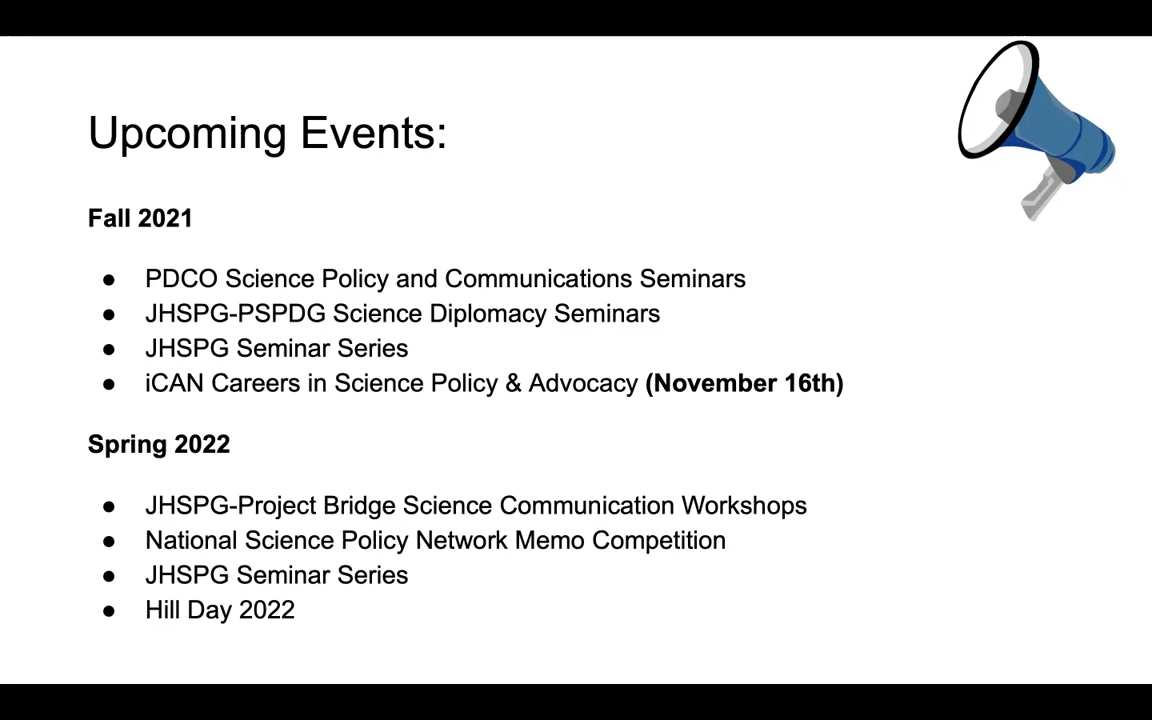 Upcoming Events:
Fall 2021
● PDCO Science Policy and Communications Seminars
● JHSPG-PSPDG Science Diplomacy Seminars
● JHSPG Seminar Series
● iCAN Careers in Science Policy & Advocacy (November 16th)
Spring 2022
● JHSPG-Project Bridge Science Communication Workshops
● National Science Policy Network Memo Competition
● JHSPG Seminar Series
● Hill Day 2022